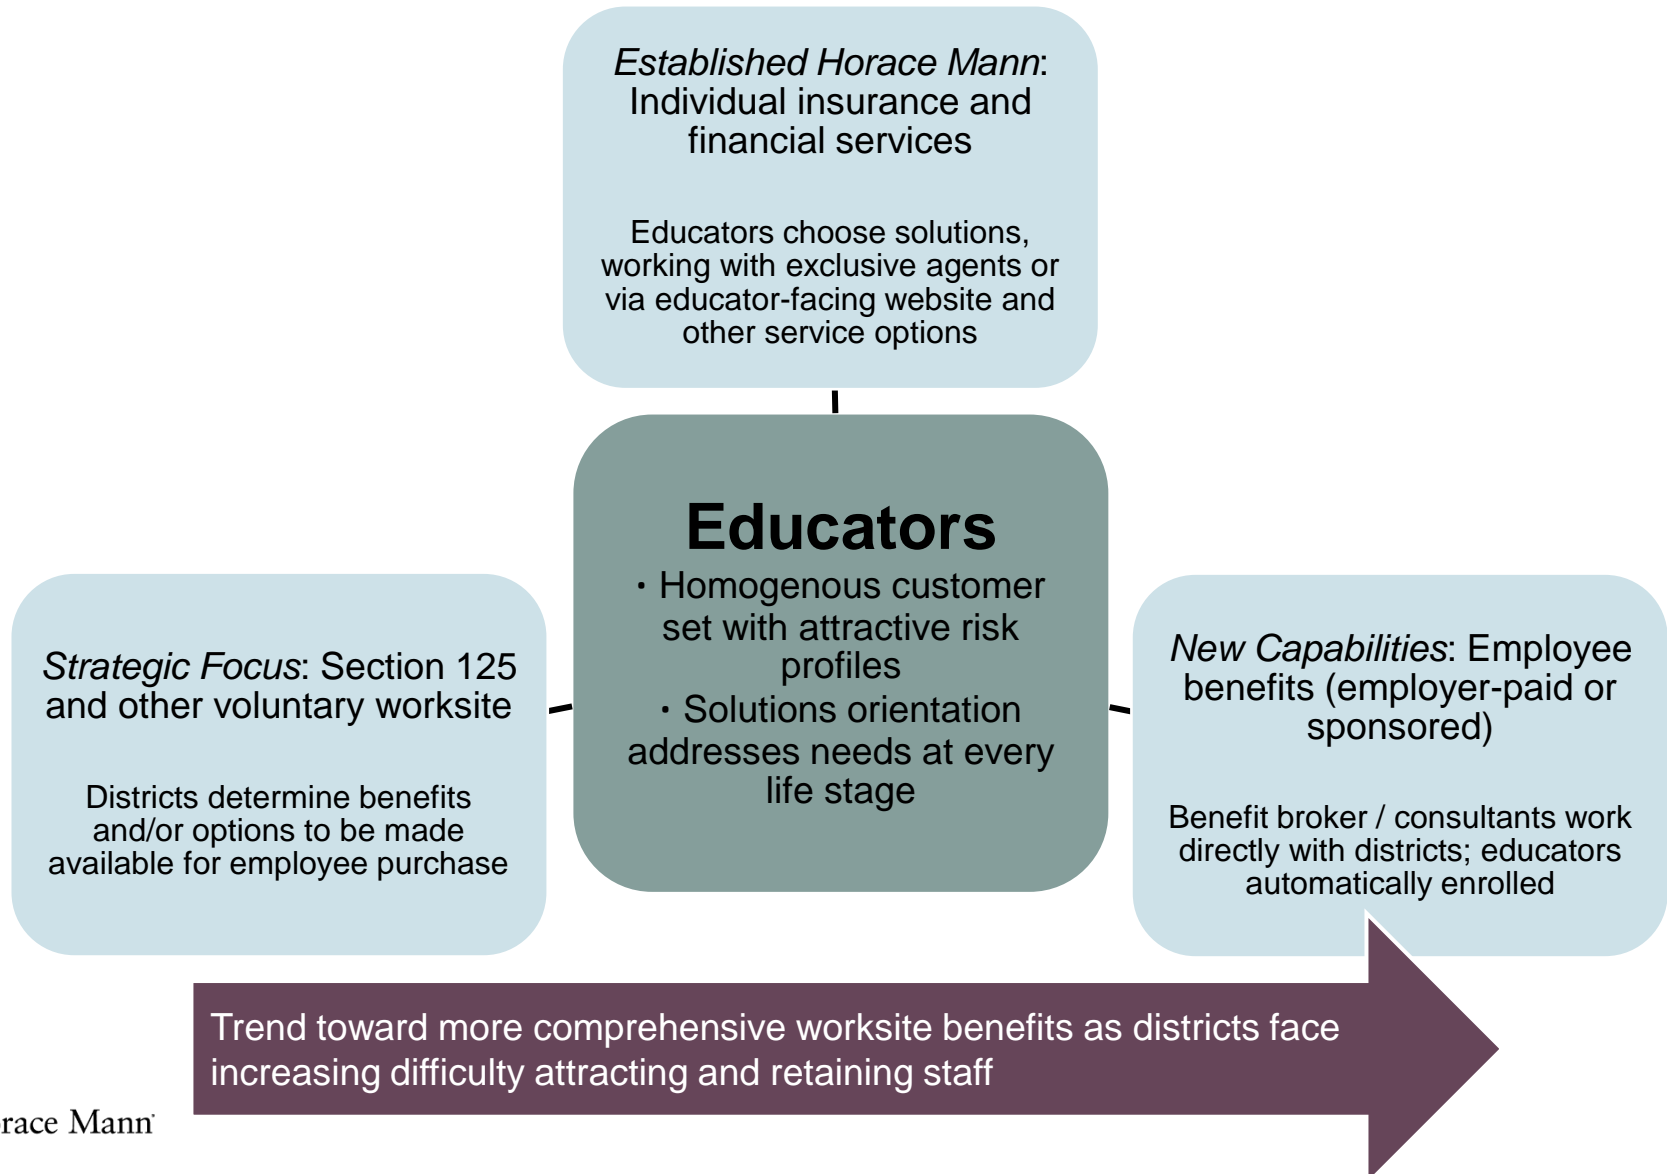 Established Horace Mann:
Individual insurance and
financial services
Educators choose solutions,
working with exclusive agents or
via educator-facing website and
other service options
Educators
· Homogenous customer
set with attractive risk
profiles
· Solutions orientation
addresses needs at every
life stage
Strategic Focus: Section 125
and other voluntary worksite
Districts determine benefits
and/or options to be made
available for employee purchase
New Capabilities: Employee
benefits (employer-paid or
sponsored)
Benefit broker / consultants work
directly with districts; educators
automatically enrolled
Trend toward more comprehensive worksite benefits as districts face
increasing difficulty attracting and retaining staff
race Mann